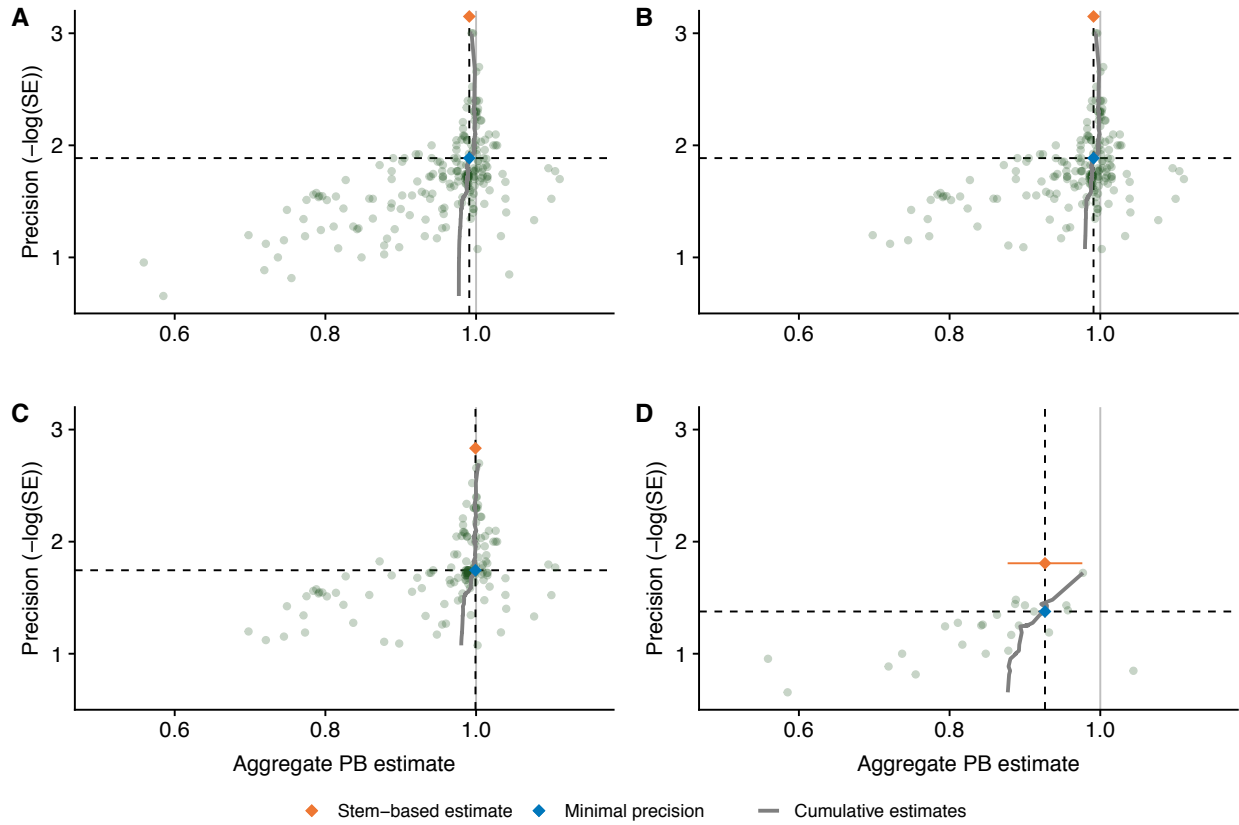 A
B
Precision (−log(SE))
3
2
1
0.6 0.8 1.0
3
2
1
0.6 0.8 1.0
C
D
Precision (−log(SE))
3
2
1
0.6 0.8 1.0
Aggregate PB estimate
Precision (−log(SE))
3
2
1
0.6 0.8 1.0
Aggregate PB estimate
Stem−based estimate Minimal precision Cumulative estimates